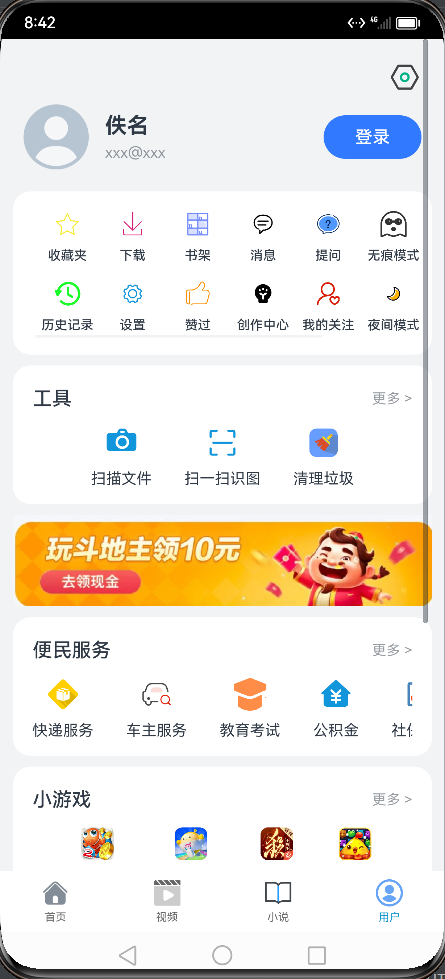 8:42
4G
佚名
xxx@xxx
登录
收藏夹 下载 书架 消息 提问 无痕模式
历史记录 设置 赞过 创作中心 我的关注 夜间模式
工具 更多 >
扫描文件 扫一扫识图 清理垃圾
玩斗地主领10元
去领现金
便民服务 更多 >
快递服务 车主服务 教育考试 公积金 社
小游戏 更多 >
首页 视频 小说 用户